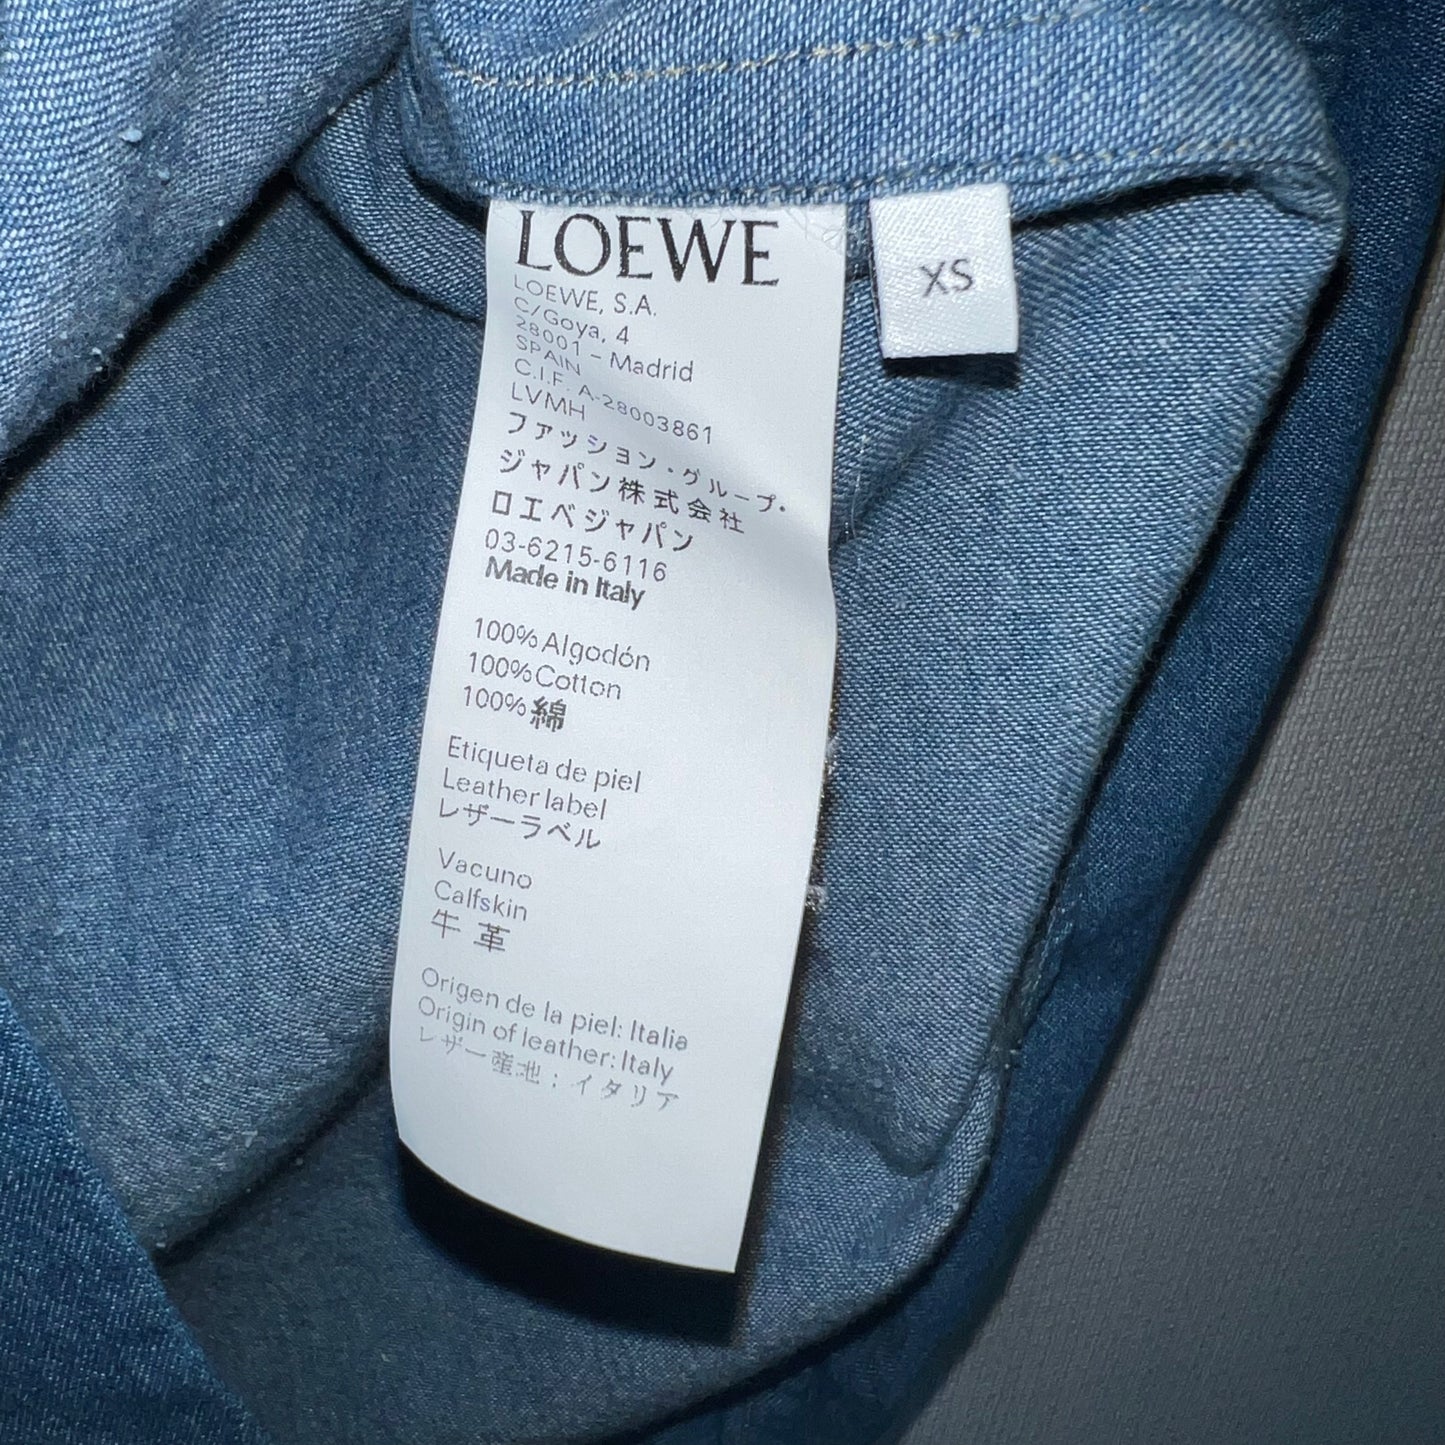 LOEWE
XS
LOEWE, S.A.
C/Goya, 4
28001 - Madrid
SPAIN
C.I.F. A-28003861
LVMH
ファッション・グループ・
ジャパン株式会社
ロエベジャパン
03-6215-6116
Made in Italy
100% Algodón
100% Cotton
100% 綿
Etiqueta de piel
Leather label
レザーラベル
Vacuno
Calfskin
牛 革
Origen de la piel: Italia
Origin of leather: Italy
レザー産地：イタリア